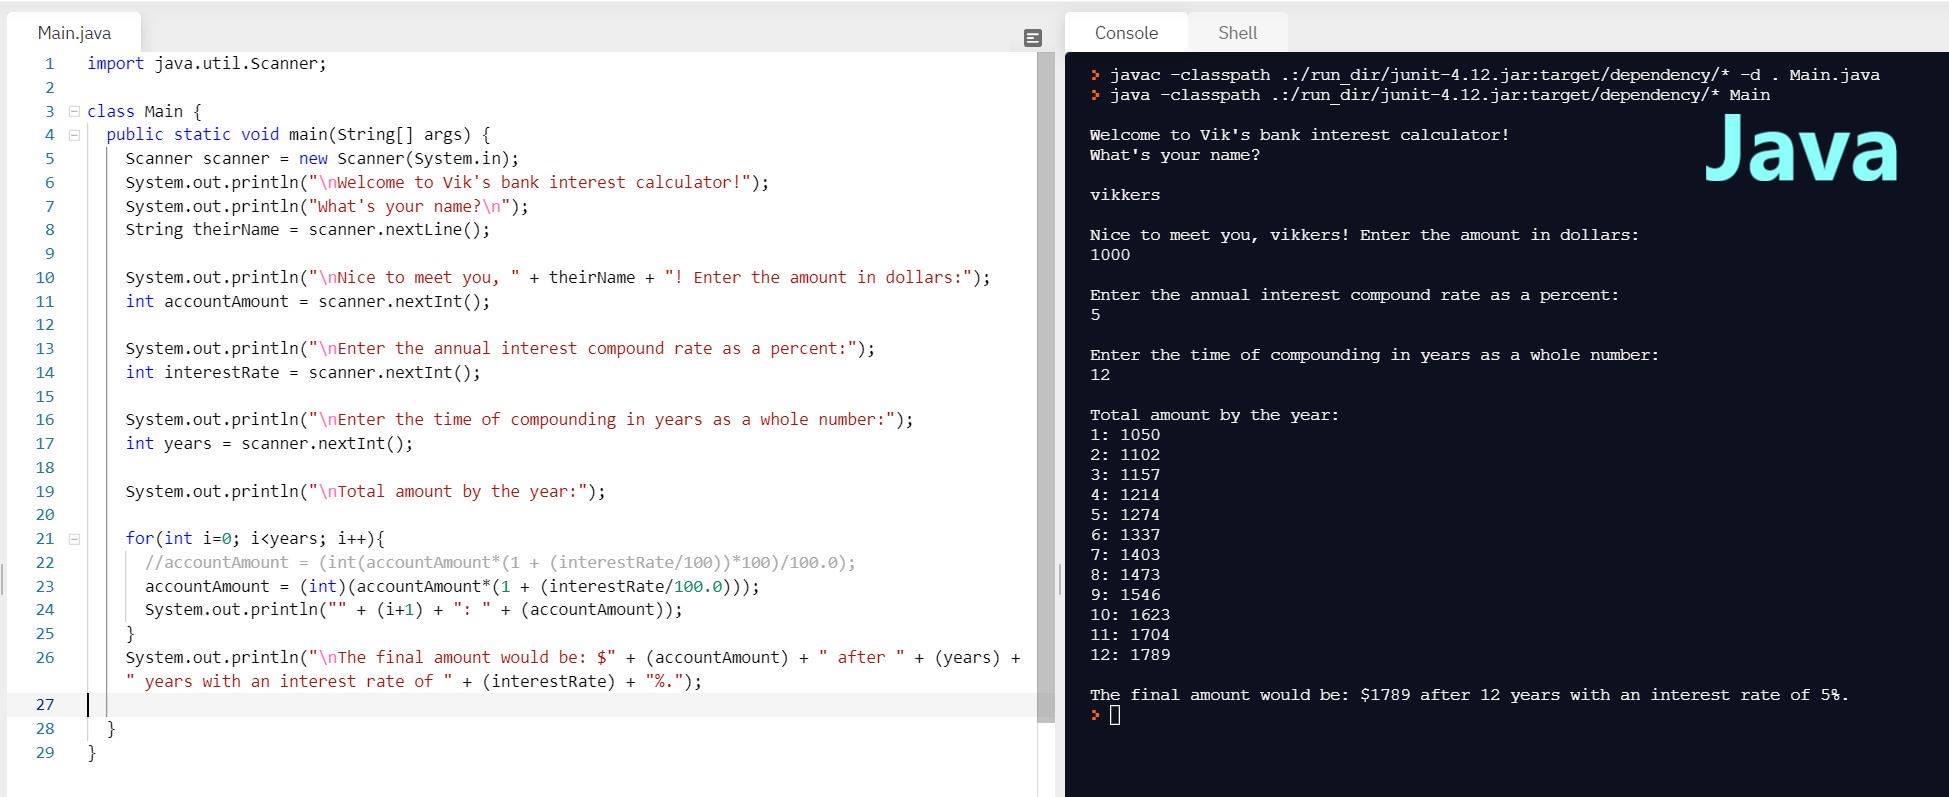 Main.java
1 import java.util.Scanner;
2
3 class Main {
4 public static void main(String[] args) {
5 Scanner scanner = new Scanner(System.in);
6 System.out.println("\nWelcome to Vik's bank interest calculator!");
7 System.out.println("What's your name?\n");
8 String theirName = scanner.nextLine();
9
10 System.out.println("\nNice to meet you, " + theirName + "! Enter the amount in dollars:");
11 int accountAmount = scanner.nextInt();
12
13 System.out.println("\nEnter the annual interest compound rate as a percent:");
14 int interestRate = scanner.nextInt();
15
16 System.out.println("\nEnter the time of compounding in years as a whole number:");
17 int years = scanner.nextInt();
18
19 System.out.println("\nTotal amount by the year:");
20
21 for(int i=0; i<years; i++){
22 //accountAmount = (int(accountAmount*(1 + (interestRate/100))*100)/100.0);
23 accountAmount = (int)(accountAmount*(1 + (interestRate/100.0)));
24 System.out.println("" + (i+1) + ": " + (accountAmount));
25 }
26 System.out.println("\nThe final amount would be: $" + (accountAmount) + " after " + (years) +
" years with an interest rate of " + (interestRate) + "%.");
27
28 }
29 }
Console Shell
> javac -classpath .:/run_dir/junit-4.12.jar:target/dependency/* -d . Main.java
> java -classpath .:/run_dir/junit-4.12.jar:target/dependency/* Main
Java
Welcome to Vik's bank interest calculator!
What's your name?
vikkers
Nice to meet you, vikkers! Enter the amount in dollars:
1000
Enter the annual interest compound rate as a percent:
5
Enter the time of compounding in years as a whole number:
12
Total amount by the year:
1: 1050
2: 1102
3: 1157
4: 1214
5: 1274
6: 1337
7: 1403
8: 1473
9: 1546
10: 1623
11: 1704
12: 1789
The final amount would be: $1789 after 12 years with an interest rate of 5%.
>